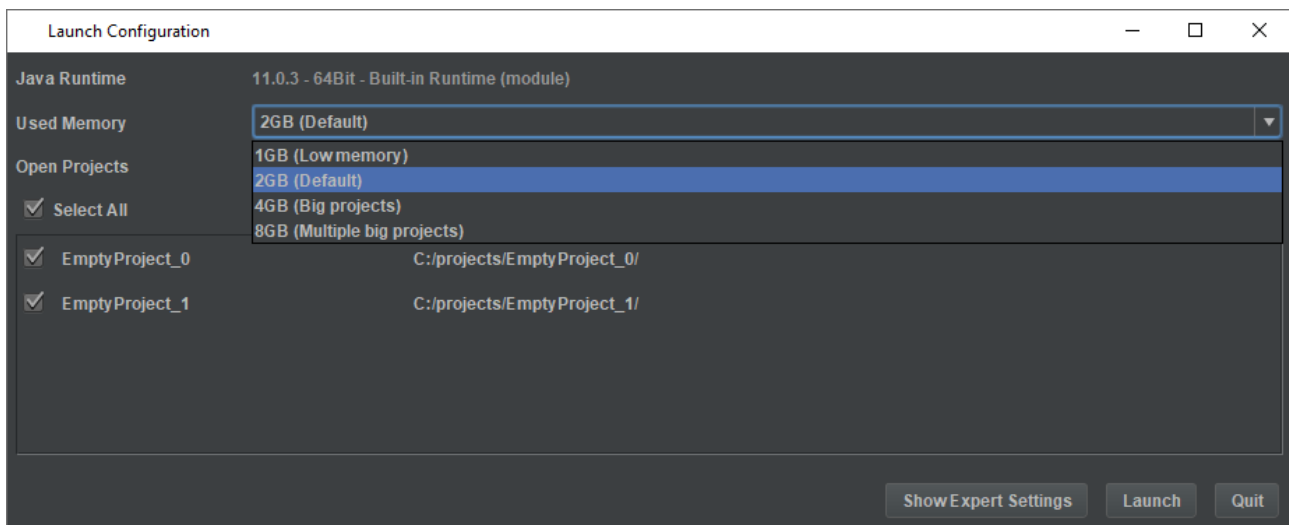 Launch Configuration
Java Runtime 11.0.3 - 64Bit - Built-in Runtime (module)
Used Memory 2GB (Default)
1GB (Low memory)
Open Projects
2GB (Default)
4GB (Big projects)
Select All
8GB (Multiple big projects)
EmptyProject_0 C:/projects/EmptyProject_0/
EmptyProject_1 C:/projects/EmptyProject_1/
Show Expert Settings Launch Quit